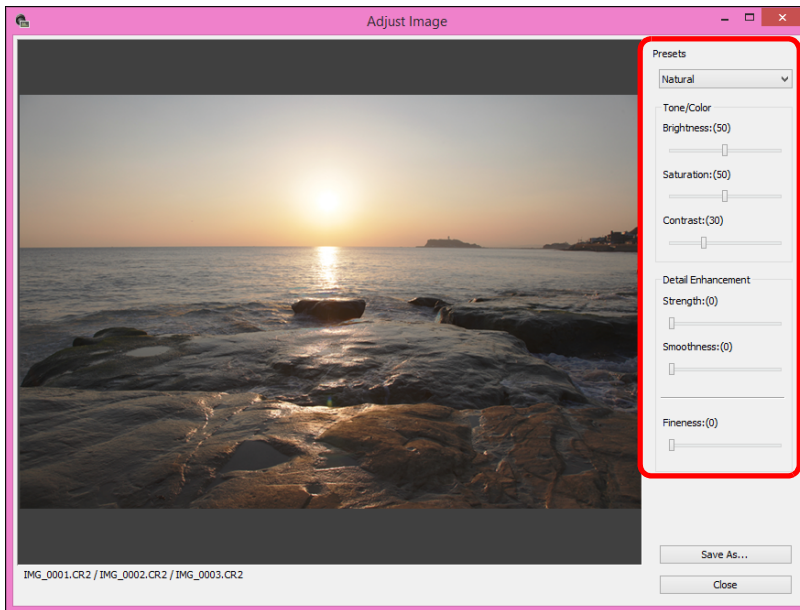 Adjust Image
Presets
Natural
Tone/Color
Brightness:(50)
Saturation:(50)
Contrast:(30)
Detail Enhancement
Strength:(0)
Smoothness:(0)
Fineness:(0)
Save As...
Close
IMG_0001.CR2 / IMG_0002.CR2 / IMG_0003.CR2